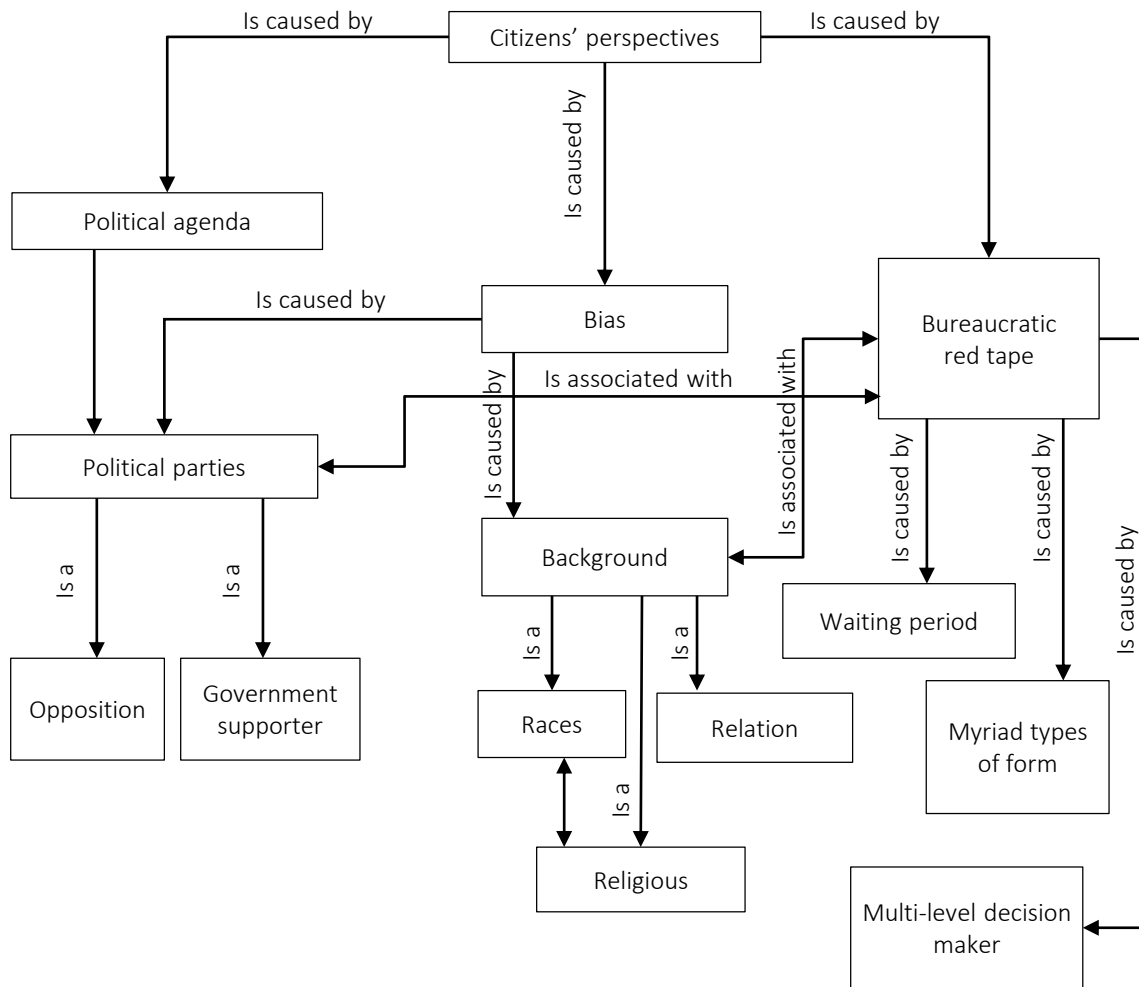 Is caused by
Citizens’ perspectives
Is caused by
Is caused by
Political agenda
Is caused by
Bias
Bureaucratic
red tape
Is associated with
Is associated with
Is caused by
Political parties
Is caused by
Is caused by
Is caused by
Background
Is a
Is a
Waiting period
Is a
Is a
Opposition
Government
supporter
Races
Relation
Myriad types
of form
Is a
Religious
Multi-level decision
maker